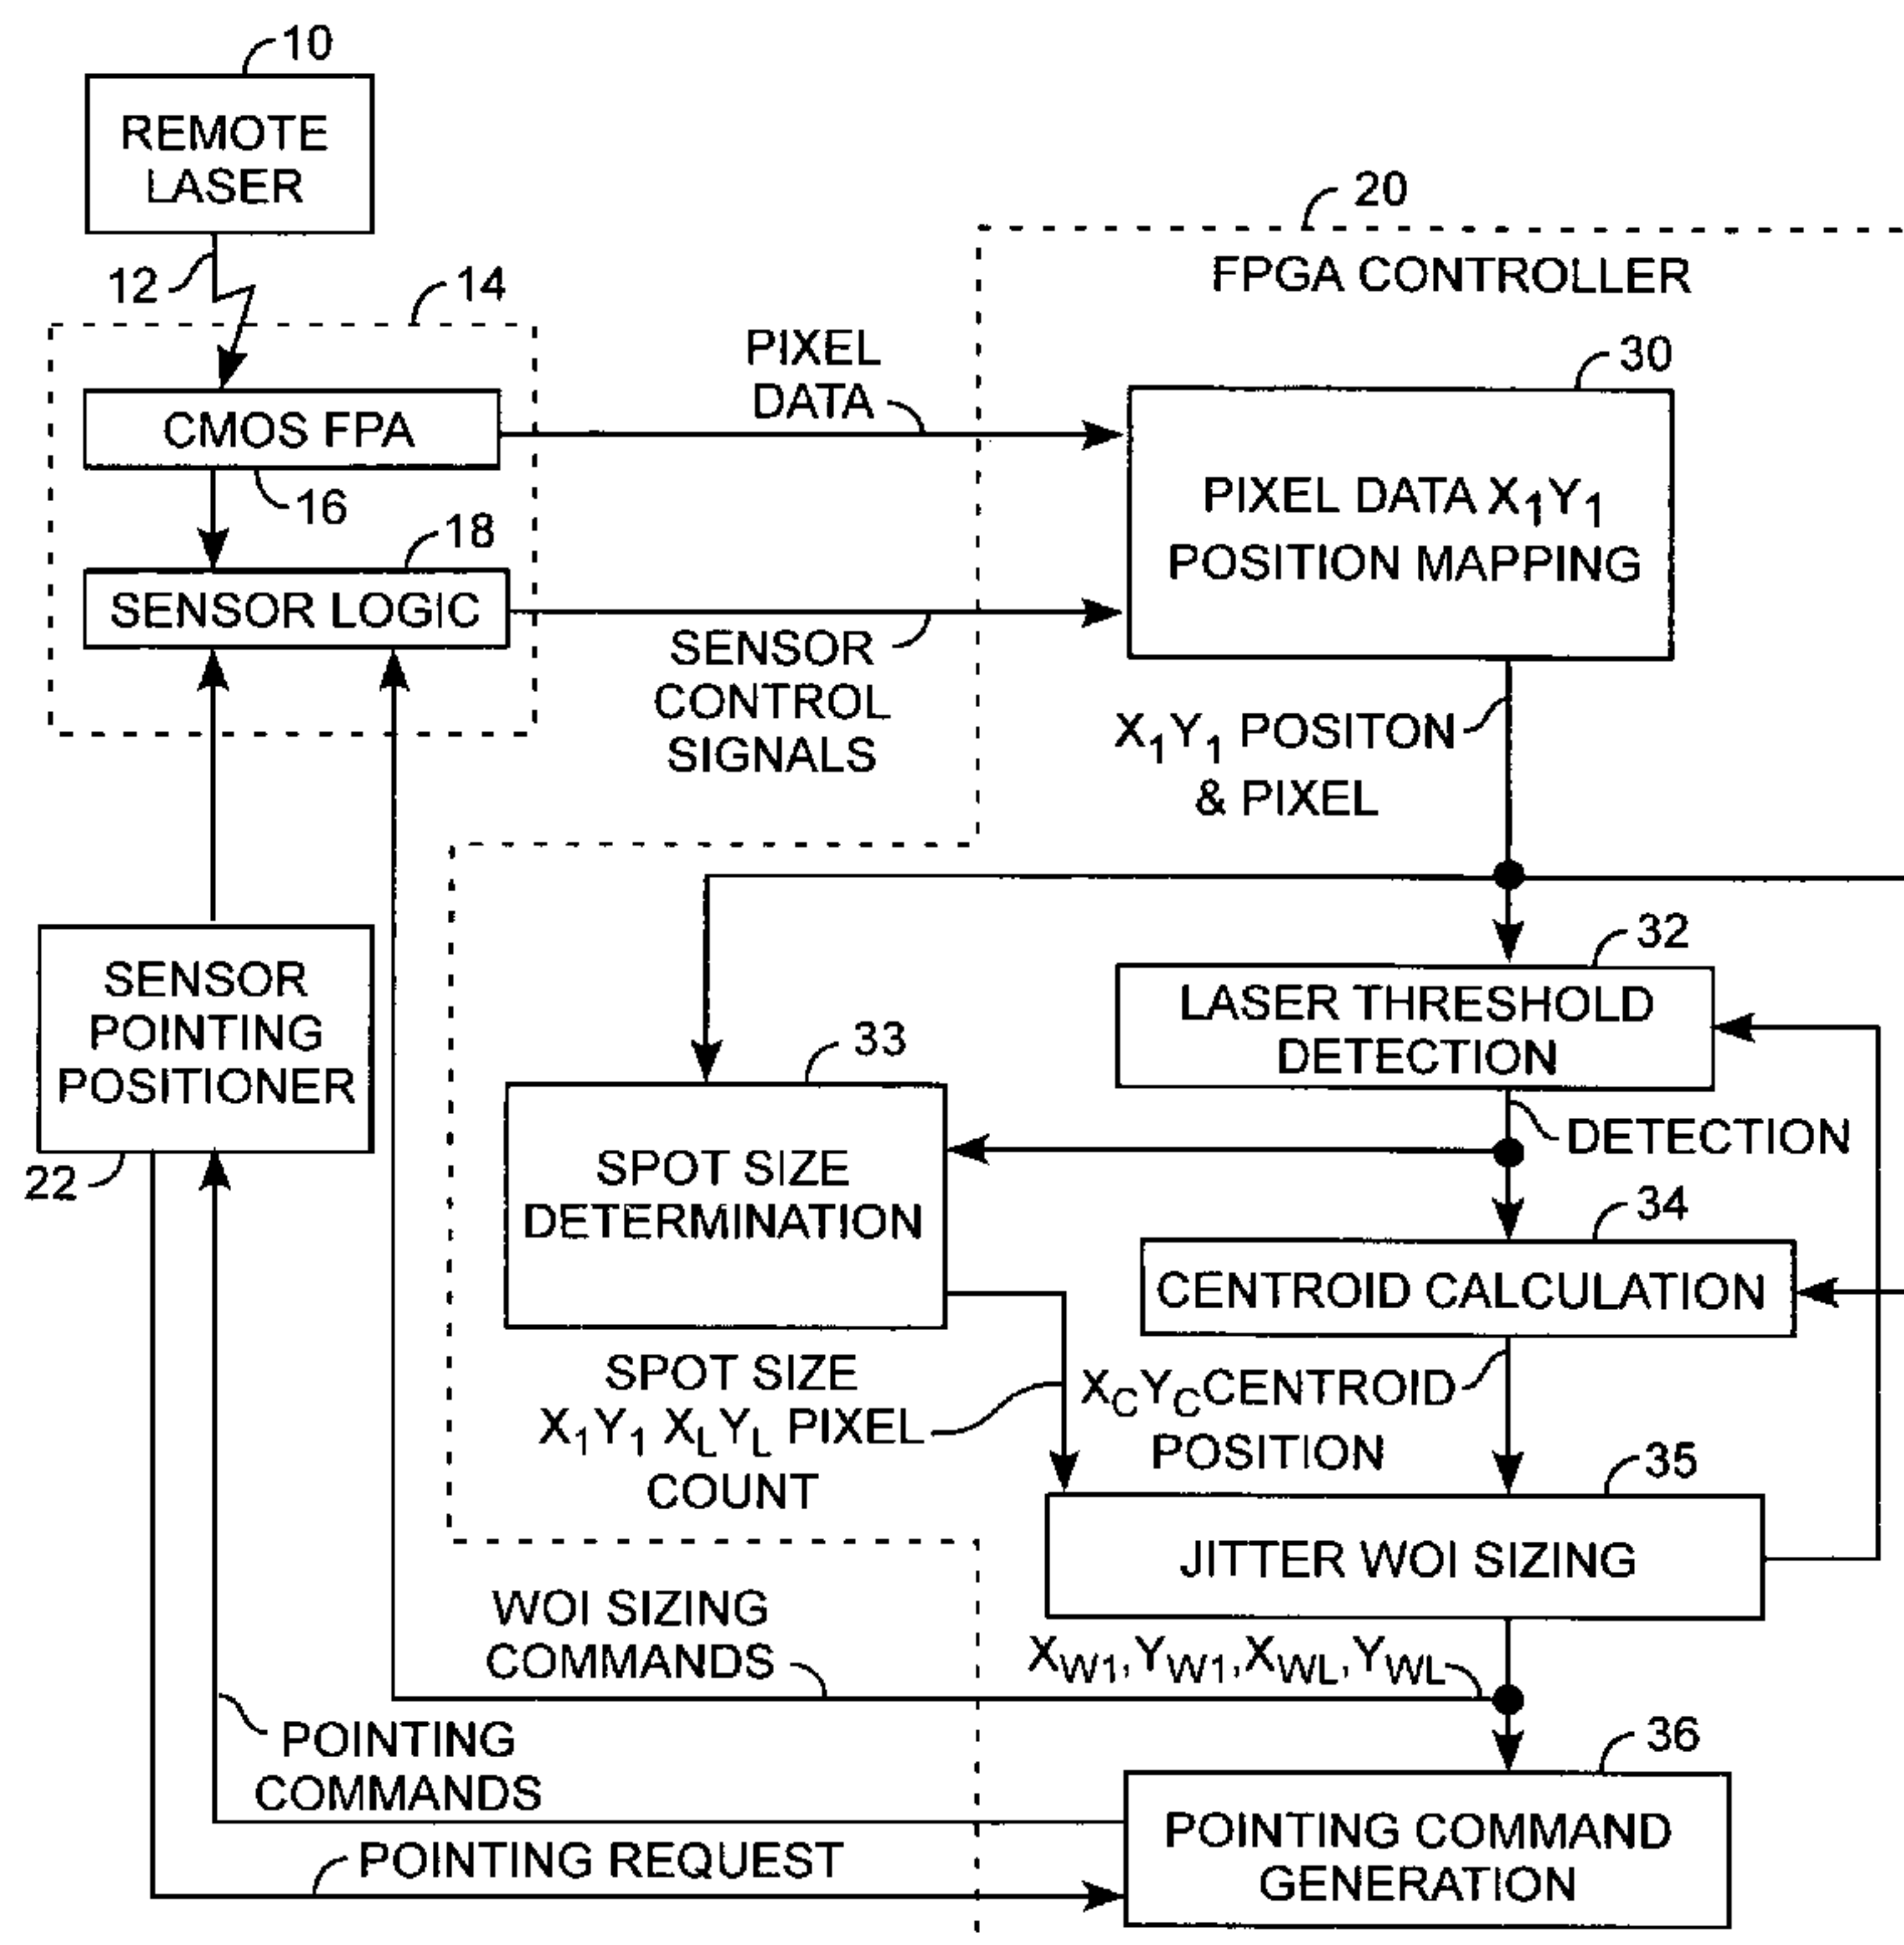 10
REMOTE
LASER
12
14
20
FPGA CONTROLLER
PIXEL
DATA
30
CMOS FPA
16
18
SENSOR LOGIC
PIXEL DATA X1Y1
POSITION MAPPING
SENSOR
CONTROL
SIGNALS
X1Y1 POSITON
& PIXEL
32
LASER THRESHOLD
DETECTION
SENSOR
POINTING
POSITIONER
22
33
SPOT SIZE
DETERMINATION
DETECTION
34
CENTROID CALCULATION
SPOT SIZE
X1Y1 XLYL PIXEL
COUNT
XCYCCENTROID
POSITION
35
JITTER WOI SIZING
WOI SIZING
COMMANDS
XW1,YW1,XWL,YWL
POINTING
COMMANDS
36
POINTING REQUEST
POINTING COMMAND
GENERATION